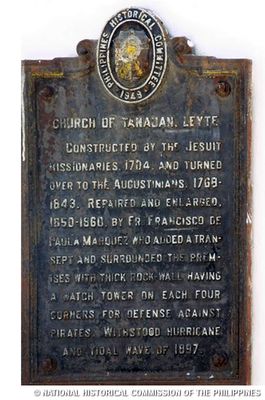 PHILIPPINES HISTORICAL COMMITTEE
CHURCH OF TANAUAN, LEYTE
CONSTRUCTED BY THE JESUIT
MISSIONARIES, 1704, AND TURNED
OVER TO THE AUGUSTINIANS, 1768-
1843. REPAIRED AND ENLARGED,
1850-1860, BY FR. FRANCISCO DE
PAULA MARQUEZ WHO ADDED A TRAN-
SEPT AND SURROUNDED THE PREM-
ISES WITH THICK ROCK WALL HAVING
A WATCH TOWER ON EACH FOUR
CORNERS FOR DEFENSE AGAINST
PIRATES. WITHSTOOD HURRICANE
AND TIDAL WAVE OF 1897.
© NATIONAL HISTORICAL COMMISSION OF THE PHILIPPINES